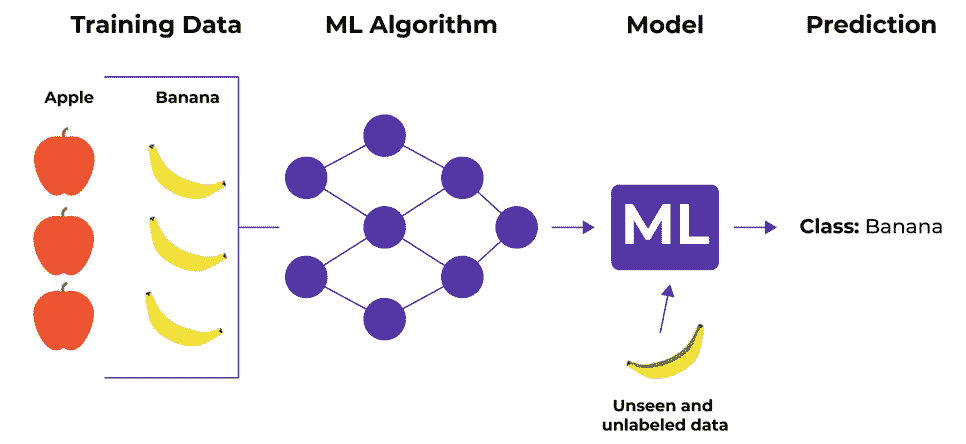 Training Data
ML Algorithm
Model
Prediction
Apple
Banana
ML
Class: Banana
Unseen and
unlabeled data